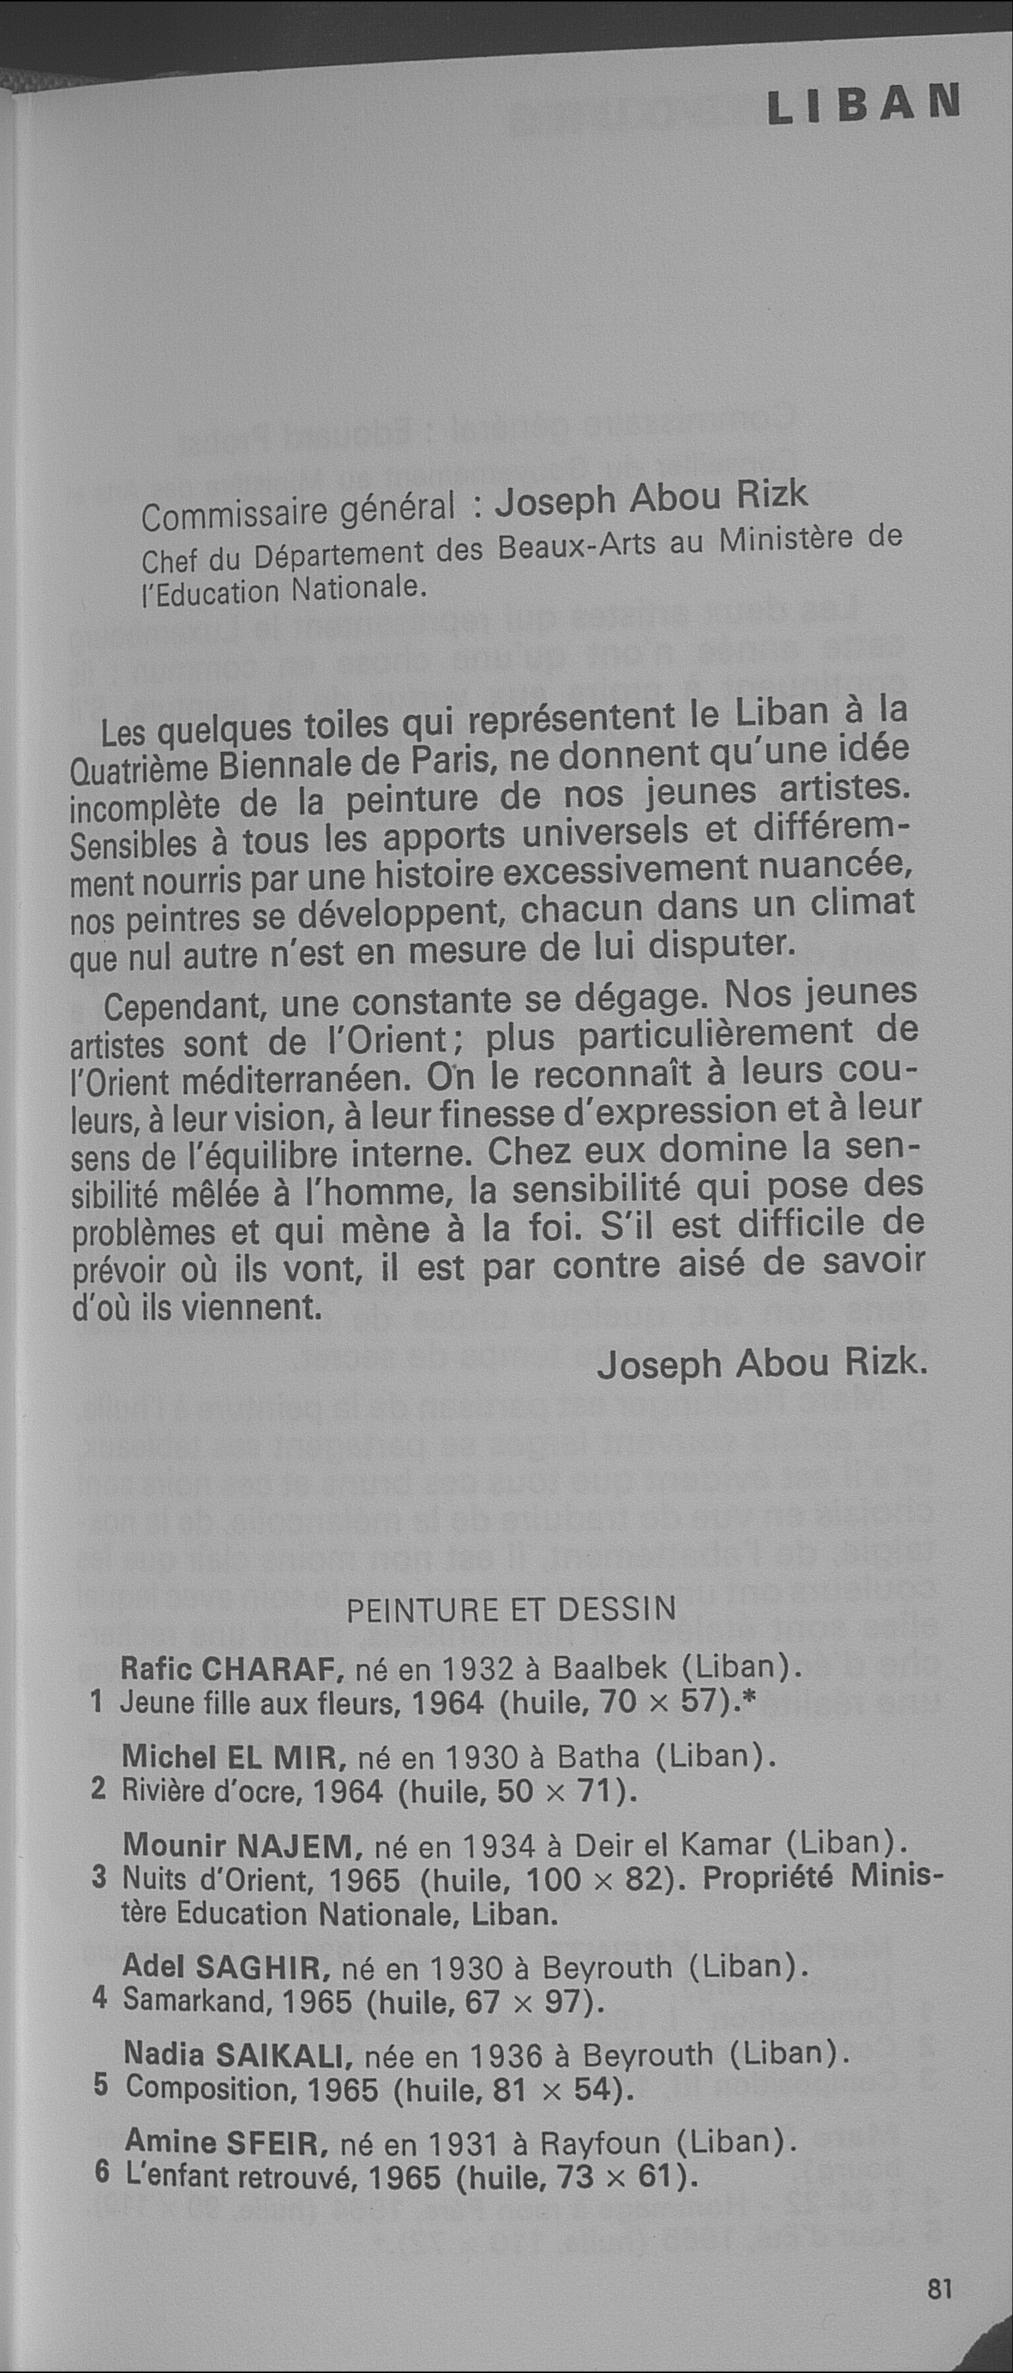 LIBAN
Commissaire général : Joseph Abou Rizk
Chef du Département des Beaux-Arts au Ministère de
l'Education Nationale.
Les quelques toiles qui représentent le Liban à la
Quatrième Biennale de Paris, ne donnent qu'une idée
incomplète de la peinture de nos jeunes artistes.
Sensibles à tous les apports universels et différem-
ment nourris par une histoire excessivement nuancée,
nos peintres se développent, chacun dans un climat
que nul autre n'est en mesure de lui disputer.
Cependant, une constante se dégage. Nos jeunes
artistes sont de l'Orient; plus particulièrement de
l'Orient méditerranéen. On le reconnaît à leurs cou-
leurs, à leur vision, à leur finesse d'expression et à leur
sens de l'équilibre interne. Chez eux domine la sen-
sibilité mêlée à l'homme, la sensibilité qui pose des
problèmes et qui mène à la foi. S'il est difficile de
prévoir où ils vont, il est par contre aisé de savoir
d'où ils viennent.
Joseph Abou Rizk.
PEINTURE ET DESSIN
Rafic CHARAF, né en 1932 à Baalbek (Liban).
1 Jeune fille aux fleurs, 1964 (huile, 70 × 57).*
Michel EL MIR, né en 1930 à Batha (Liban).
2 Rivière d'ocre, 1964 (huile, 50 × 71).
Mounir NAJEM, né en 1934 à Deir el Kamar (Liban).
3 Nuits d'Orient, 1965 (huile, 100 × 82). Propriété Minis-
tère Education Nationale, Liban.
Adel SAGHIR, né en 1930 à Beyrouth (Liban).
4 Samarkand, 1965 (huile, 67 × 97).
Nadia SAIKALI, née en 1936 à Beyrouth (Liban).
5 Composition, 1965 (huile, 81 × 54).
Amine SFEIR, né en 1931 à Rayfoun (Liban).
6 L'enfant retrouvé, 1965 (huile, 73 × 61).
81